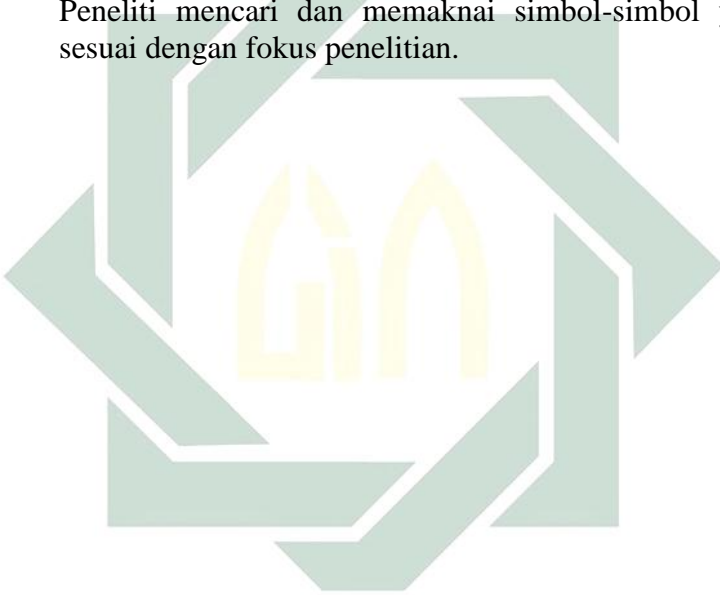 Peneliti mencari dan memaknai simbol-simbol
sesuai dengan fokus penelitian.